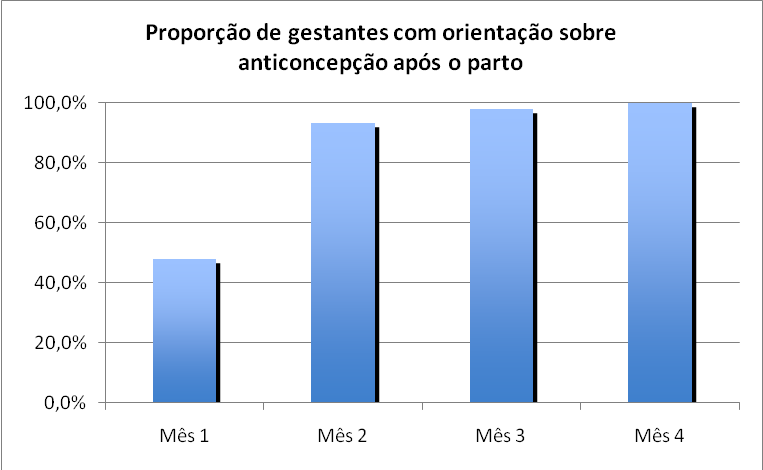 Proporção de gestantes com orientação sobre
anticoncepção após o parto
100,0%
80,0%
60,0%
40,0%
20,0%
0,0%
Mês 1 Mês 2 Mês 3 Mês 4